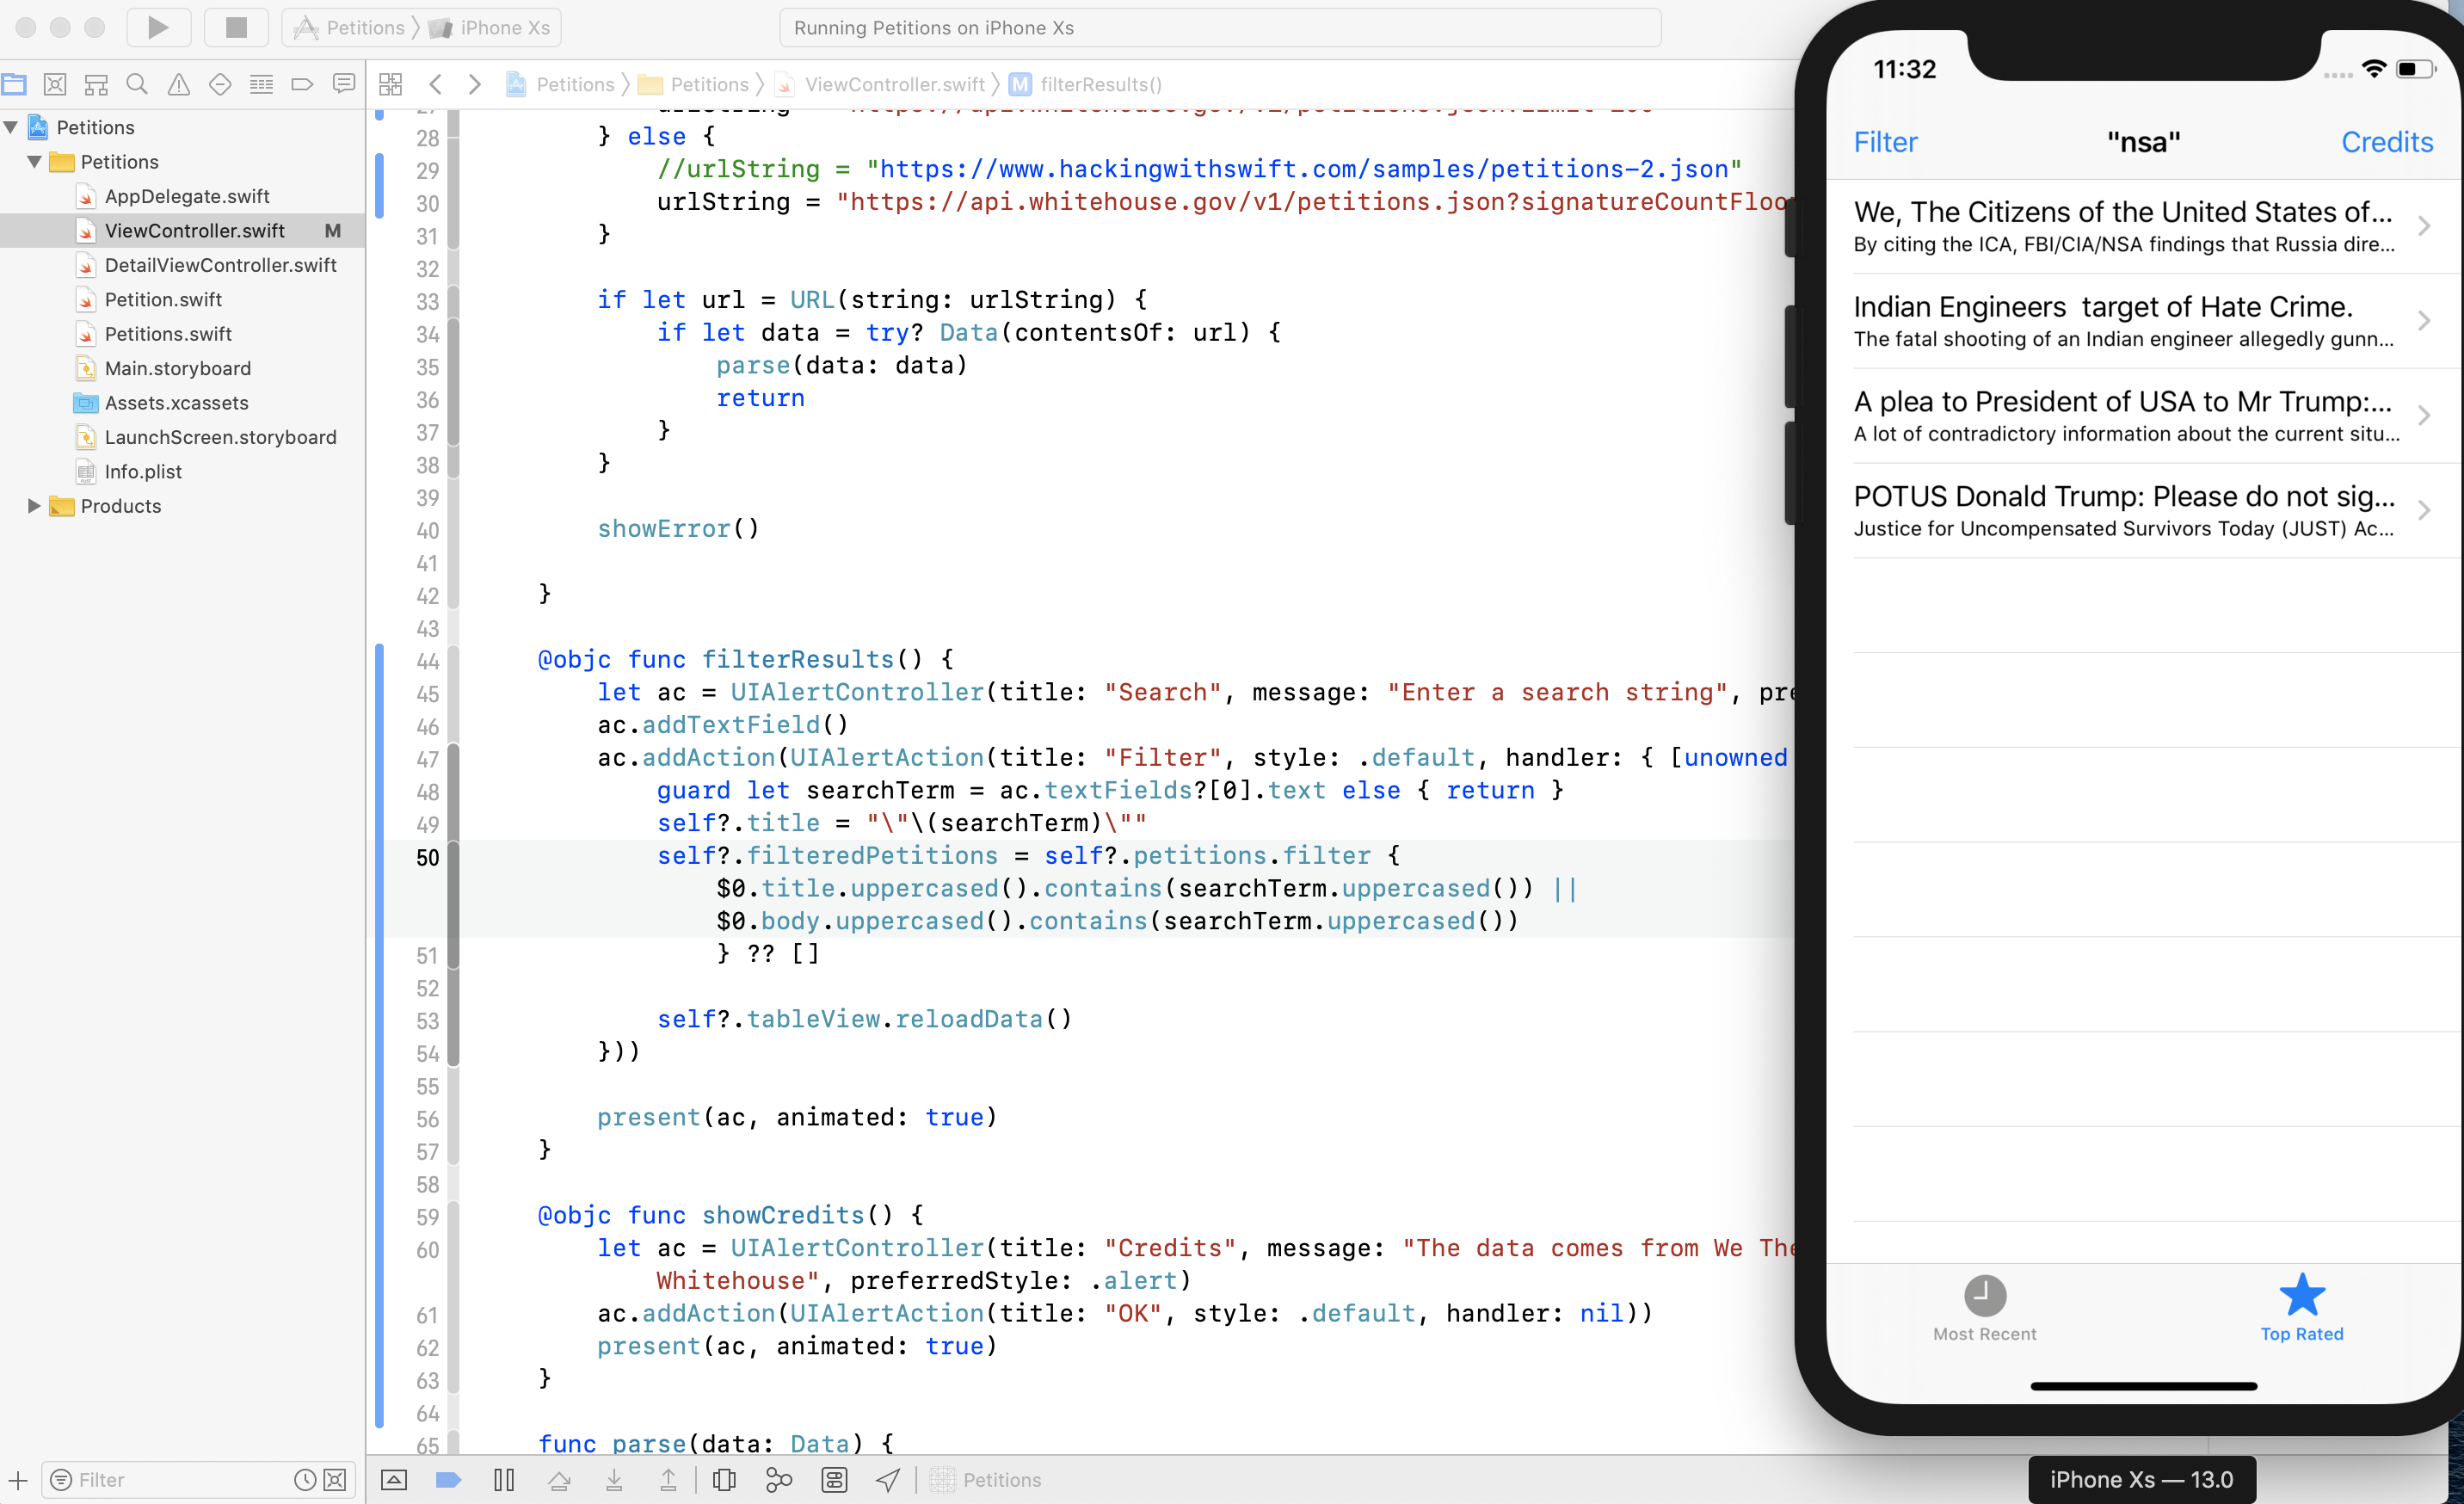 Petitions iPhone Xs
Running Petitions on iPhone Xs
Petitions Petitions ViewController.swift M filterResults()
Petitions
Petitions
AppDelegate.swift
ViewController.swift M
DetailViewController.swift
Petition.swift
Petitions.swift
Main.storyboard
Assets.xcassets
LaunchScreen.storyboard
Info.plist
Products
Filter
28 } else {
29 //urlString = "https://www.hackingwithswift.com/samples/petitions-2.json"
30 urlString = "https://api.whitehouse.gov/v1/petitions.json?signatureCountFloo
31 }
32
33 if let url = URL(string: urlString) {
34 if let data = try? Data(contentsOf: url) {
35 parse(data: data)
36 return
37 }
38 }
39
40 showError()
41
42 }
43
44 @objc func filterResults() {
45 let ac = UIAlertController(title: "Search", message: "Enter a search string", pre
46 ac.addTextField()
47 ac.addAction(UIAlertAction(title: "Filter", style: .default, handler: { [unowned
48 guard let searchTerm = ac.textFields?[0].text else { return }
49 self?.title = "\"\(searchTerm)\""
50 self?.filteredPetitions = self?.petitions.filter {
$0.title.uppercased().contains(searchTerm.uppercased()) ||
$0.body.uppercased().contains(searchTerm.uppercased())
51 } ?? []
52
53 self?.tableView.reloadData()
54 }))
55
56 present(ac, animated: true)
57 }
58
59 @objc func showCredits() {
60 let ac = UIAlertController(title: "Credits", message: "The data comes from We The
Whitehouse", preferredStyle: .alert)
61 ac.addAction(UIAlertAction(title: "OK", style: .default, handler: nil))
62 present(ac, animated: true)
63 }
64
65 func parse(data: Data) {
Petitions
11:32
Filter "nsa" Credits
We, The Citizens of the United States of...
By citing the ICA, FBI/CIA/NSA findings that Russia dire...
Indian Engineers  target of Hate Crime.
The fatal shooting of an Indian engineer allegedly gunn...
A plea to President of USA to Mr Trump:...
A lot of contradictory information about the current situ...
POTUS Donald Trump: Please do not sig...
Justice for Uncompensated Survivors Today (JUST) Ac...
Most Recent Top Rated
iPhone Xs — 13.0